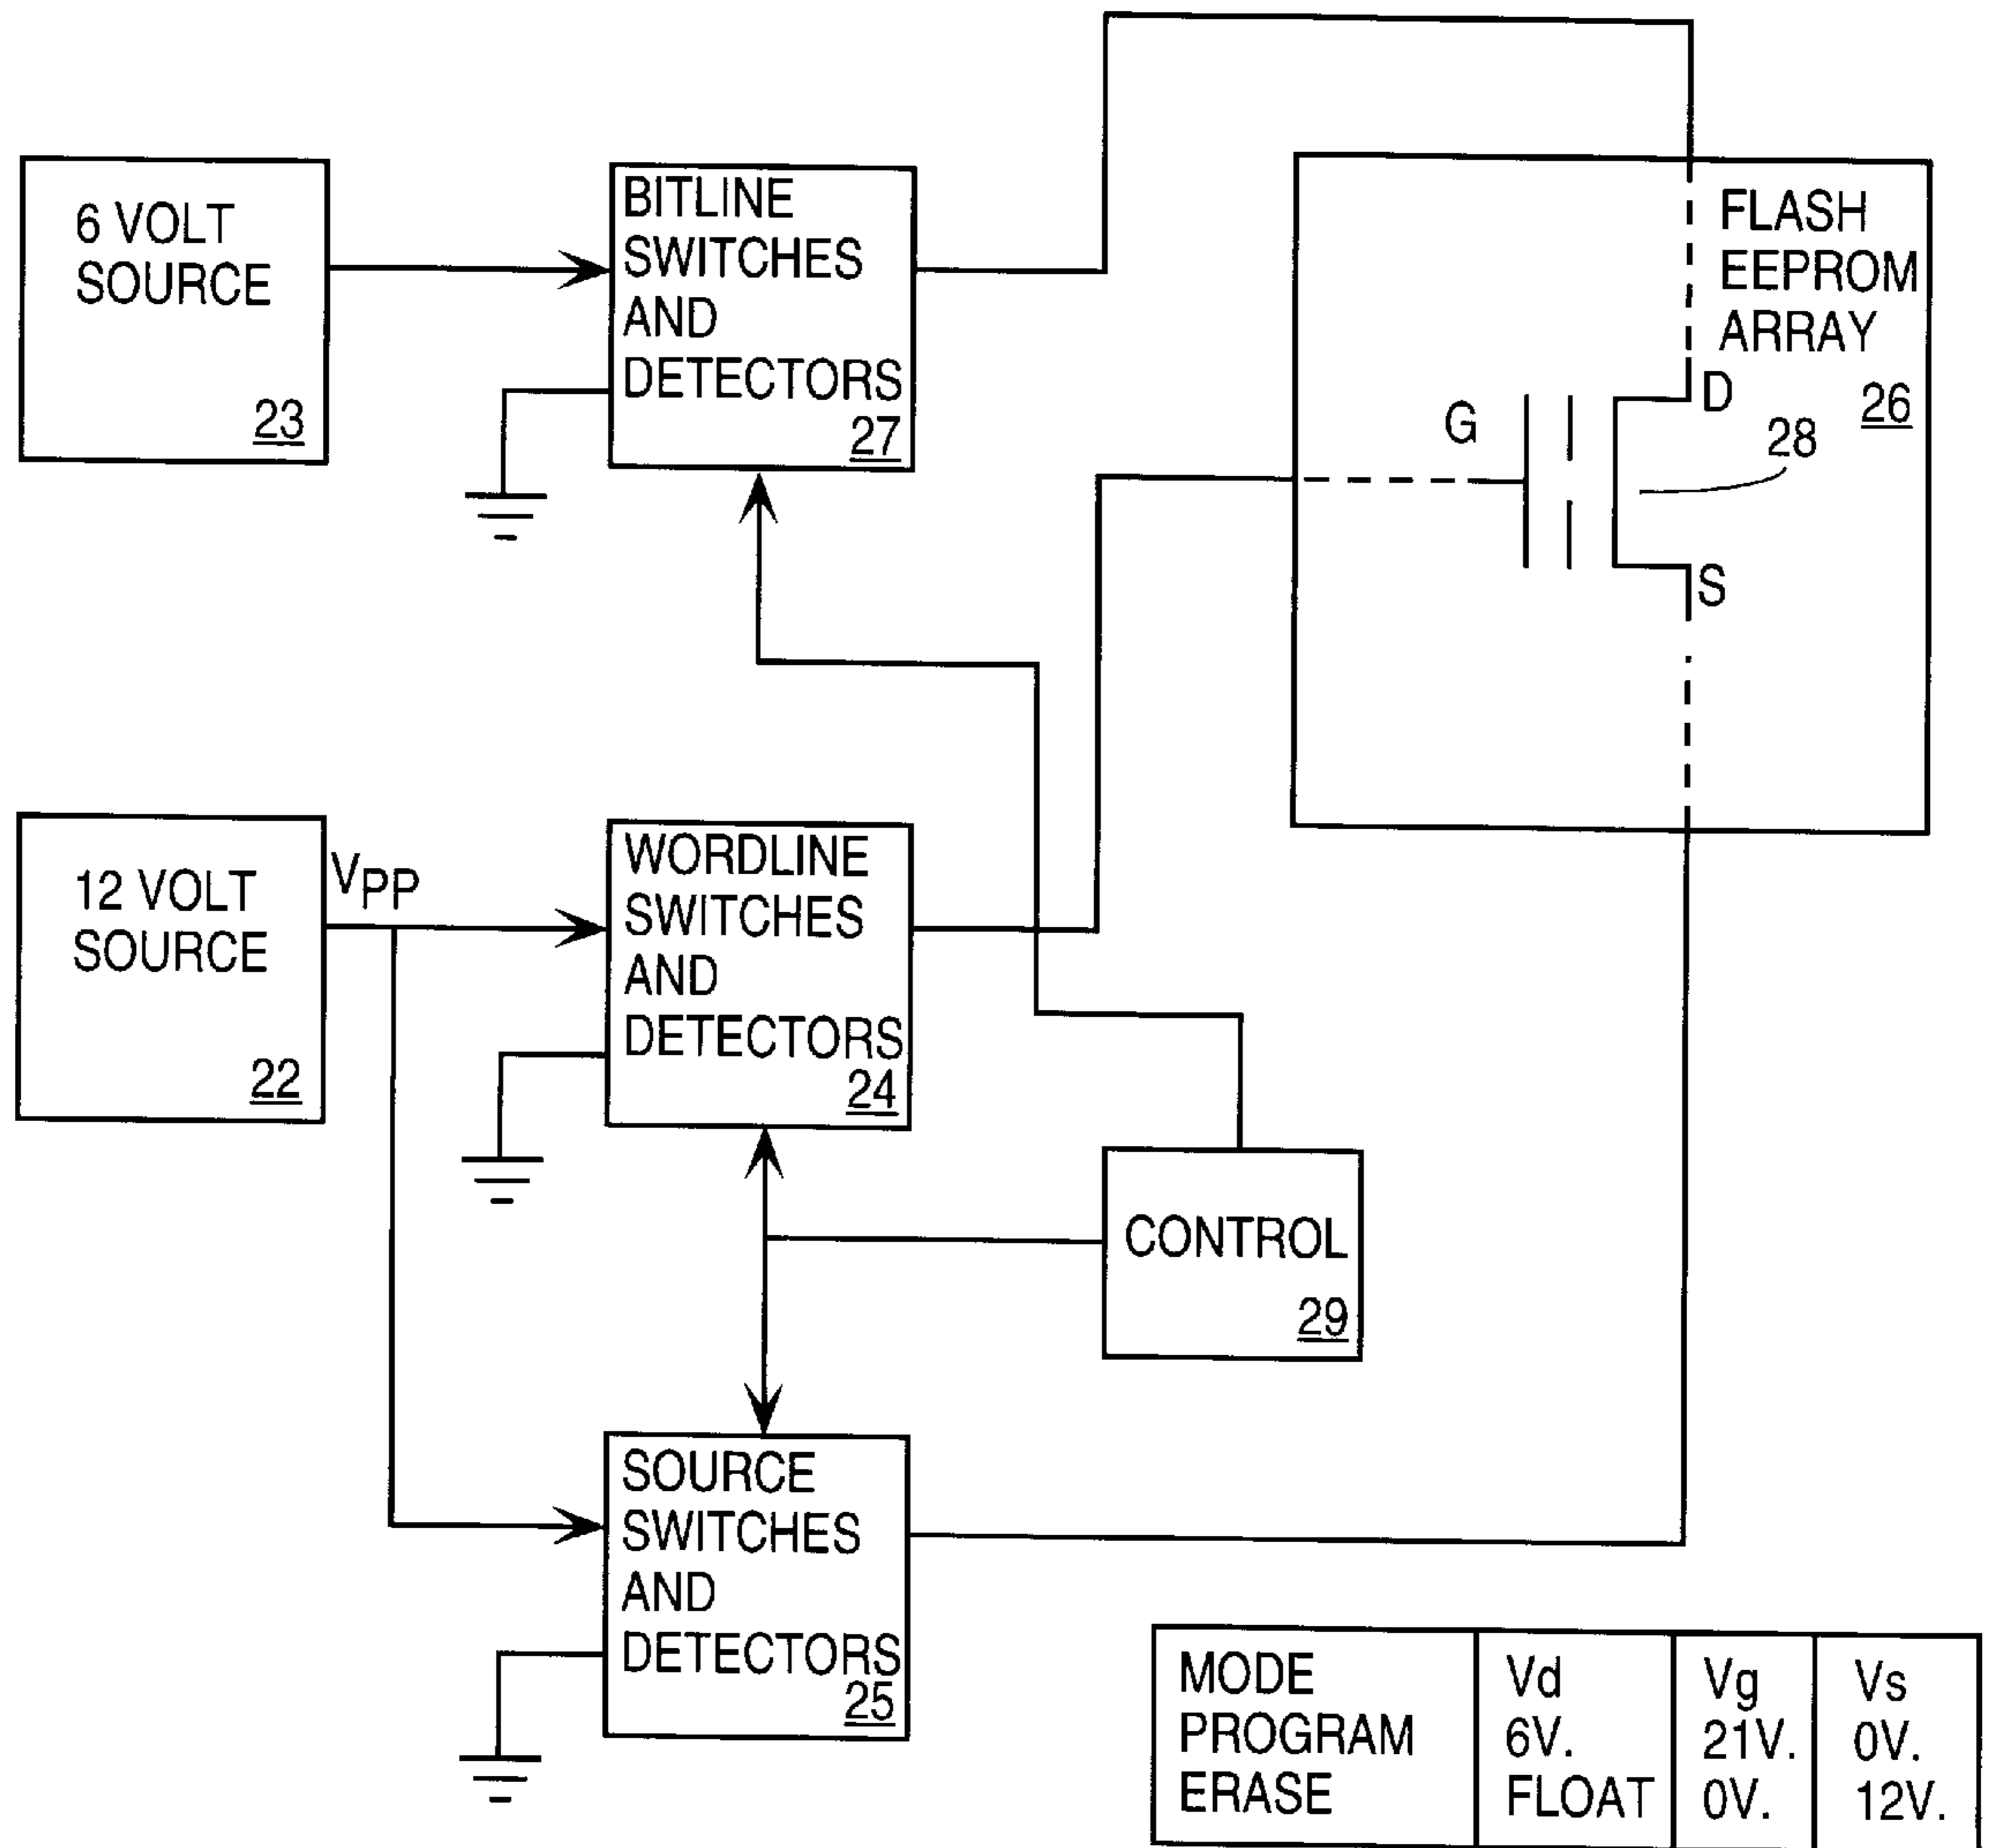 6 VOLT
SOURCE
23
BITLINE
SWITCHES
AND
DETECTORS
27
FLASH
EEPROM
ARRAY
26
D
G
28
S
12 VOLT
SOURCE
22
VPP
WORDLINE
SWITCHES
AND
DETECTORS
24
CONTROL
29
SOURCE
SWITCHES
AND
DETECTORS
25
MODE Vd Vg Vs
PROGRAM 6V. 21V. 0V.
ERASE FLOAT 0V. 12V.